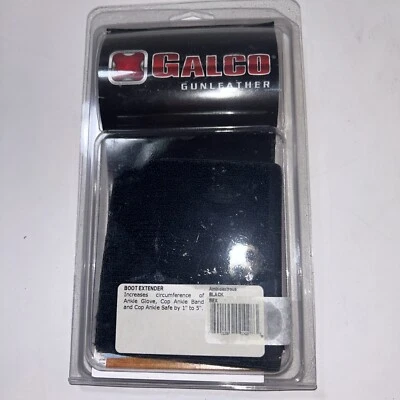 GALCO
GUNLEATHER
BOOT EXTENDER
Increases circumference of
Ankle Glove, Cop Ankle Band
and Cop Ankle Safe by 1" to 5".
Ambidextrous
BLACK